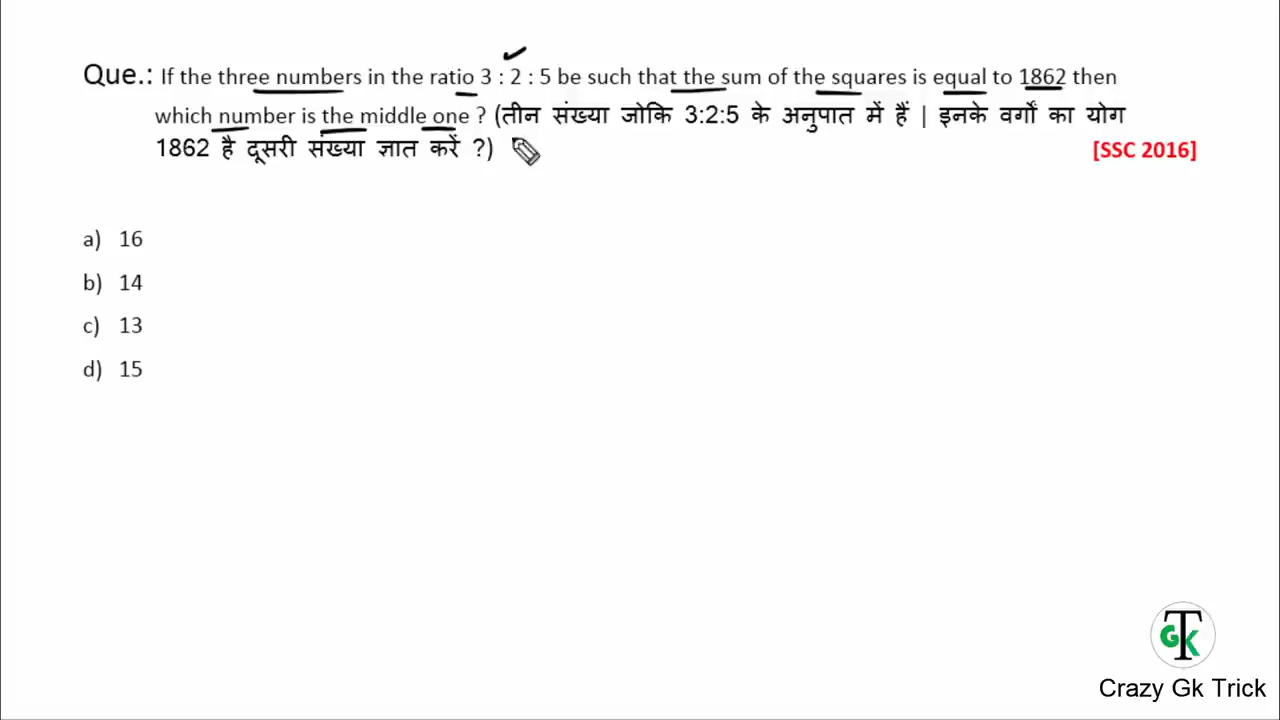 Que.: If the three numbers in the ratio 3 : 2 : 5 be such that the sum of the squares is equal to 1862 then
which number is the middle one ? (तीन संख्या जोकि 3:2:5 के अनुपात में हैं | इनके वर्गों का योग
1862 है दूसरी संख्या ज्ञात करें ?) [SSC 2016]
a) 16
b) 14
c) 13
d) 15
GTK
Crazy Gk Trick